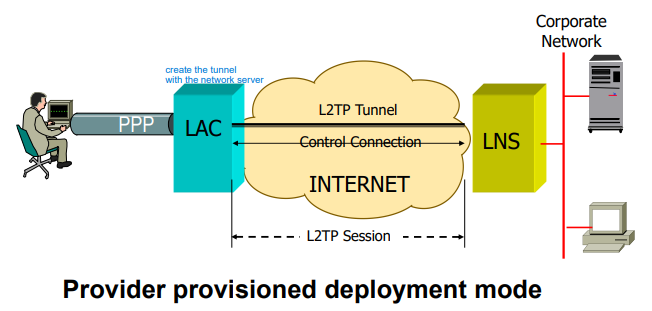 Corporate
Network
create the tunnel
with the network server
PPP
LAC
L2TP Tunnel
Control Connection
INTERNET
LNS
L2TP Session
Provider provisioned deployment mode